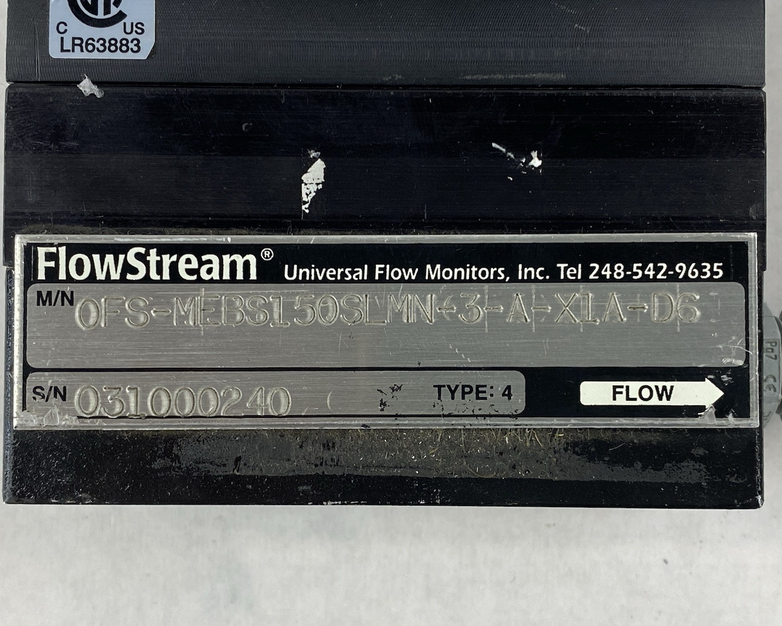 C US
LR63883
FlowStream® Universal Flow Monitors, Inc. Tel 248-542-9635
M/N OFS-MEBS150SLMN-3-A-X1A-D6
S/N 031000240 TYPE: 4
FLOW